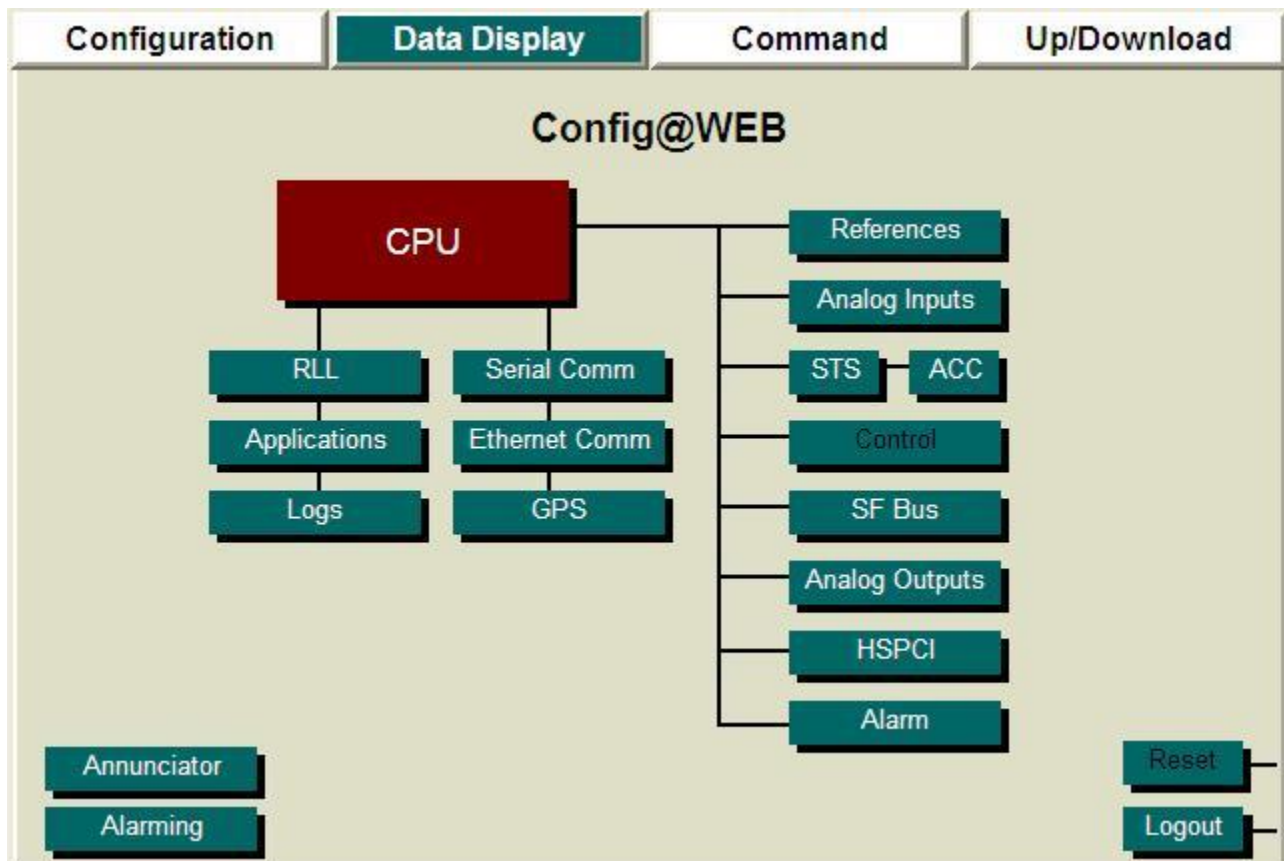 Configuration
Data Display
Command
Up/Download
Config@WEB
CPU
RLL
Serial Comm
Applications
Ethernet Comm
Logs
GPS
References
Analog Inputs
STS
ACC
Control
SF Bus
Analog Outputs
HSPCI
Alarm
Annunciator
Alarming
Reset
Logout